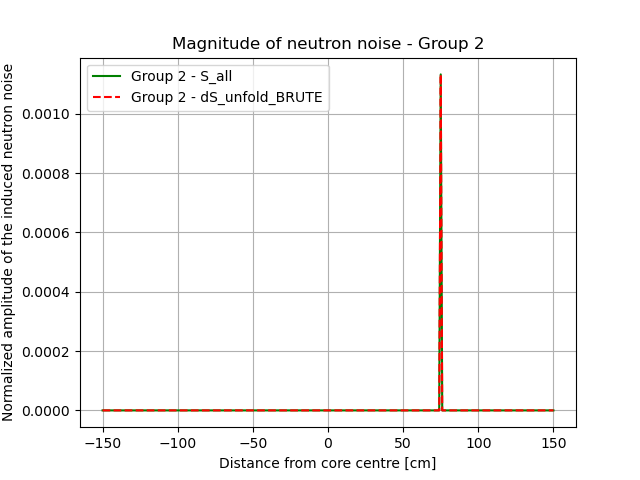 Magnitude of neutron noise - Group 2
Group 2 - S_all
Group 2 - dS_unfold_BRUTE
Normalized amplitude of the induced neutron noise
0.0010
0.0008
0.0006
0.0004
0.0002
0.0000
−150 −100 −50 0 50 100 150
Distance from core centre [cm]